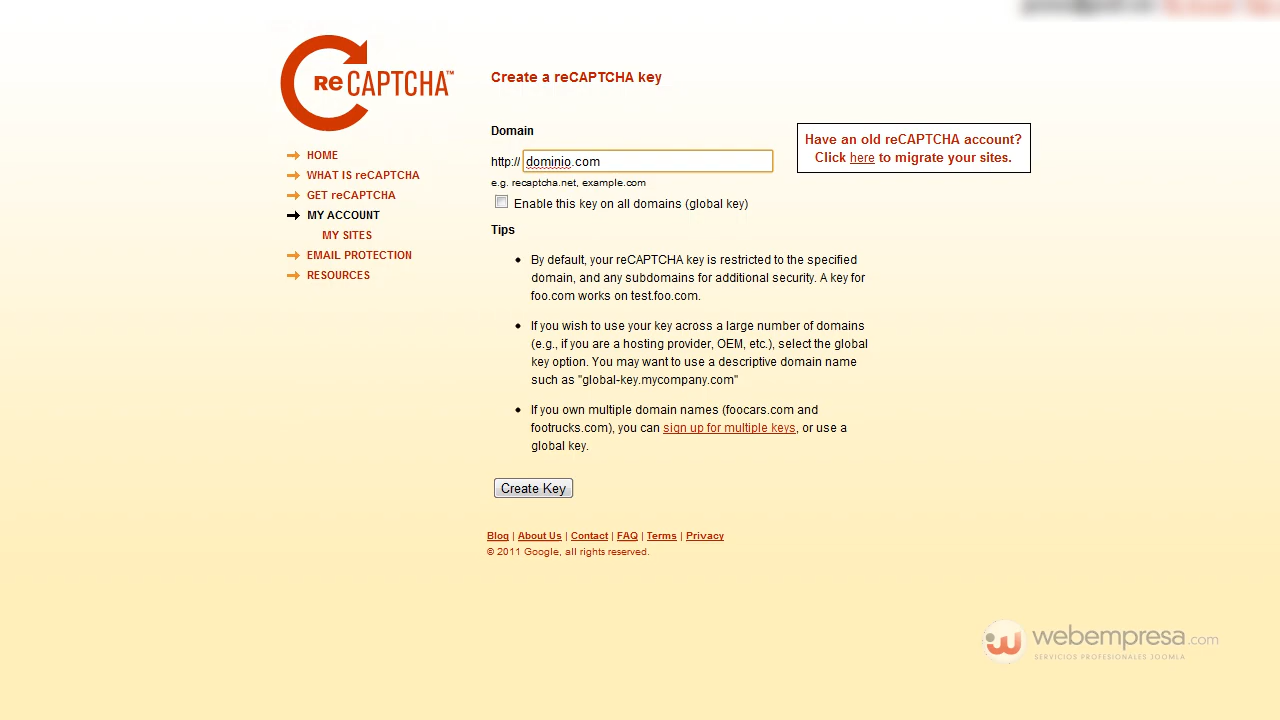 ReCAPTCHA™
HOME
WHAT IS reCAPTCHA
GET reCAPTCHA
MY ACCOUNT
MY SITES
EMAIL PROTECTION
RESOURCES
Create a reCAPTCHA key
Domain
http:// dominio.com
e.g. recaptcha.net, example.com
Enable this key on all domains (global key)
Have an old reCAPTCHA account?
Click here to migrate your sites.
Tips
By default, your reCAPTCHA key is restricted to the specified
domain, and any subdomains for additional security. A key for
foo.com works on test.foo.com.
If you wish to use your key across a large number of domains
(e.g., if you are a hosting provider, OEM, etc.), select the global
key option. You may want to use a descriptive domain name
such as "global-key.mycompany.com"
If you own multiple domain names (foocars.com and
footrucks.com), you can sign up for multiple keys, or use a
global key.
Create Key
Blog | About Us | Contact | FAQ | Terms | Privacy
© 2011 Google, all rights reserved.
webempresa.com
SERVICIOS PROFESIONALES JOOMLA